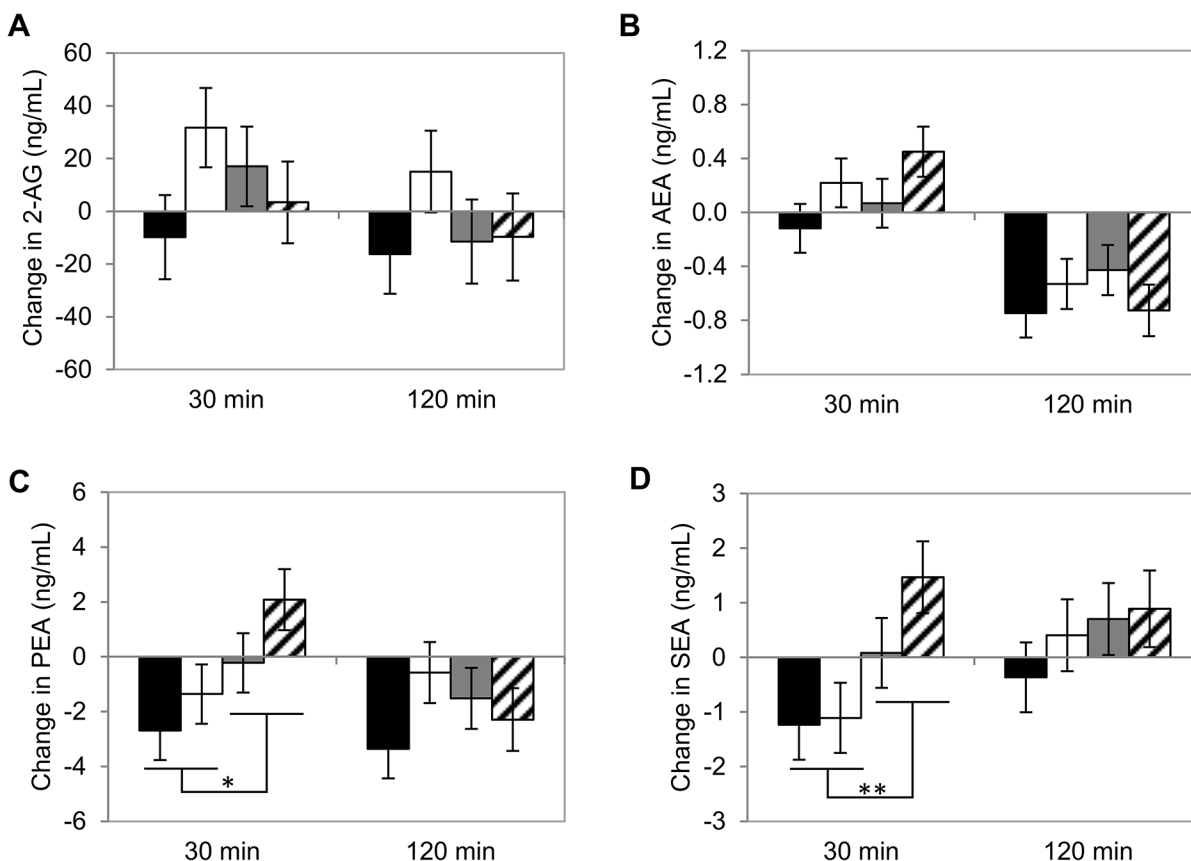 A
Change in 2-AG (ng/mL)
60
40
20
0
-20
-40
-60
30 min
120 min
B
Change in AEA (ng/mL)
1.2
0.8
0.4
0.0
-0.4
-0.8
-1.2
30 min
120 min
C
Change in PEA (ng/mL)
6
4
2
0
-2
-4
-6
*
30 min
120 min
D
Change in SEA (ng/mL)
3
2
1
0
-1
-2
-3
**
30 min
120 min